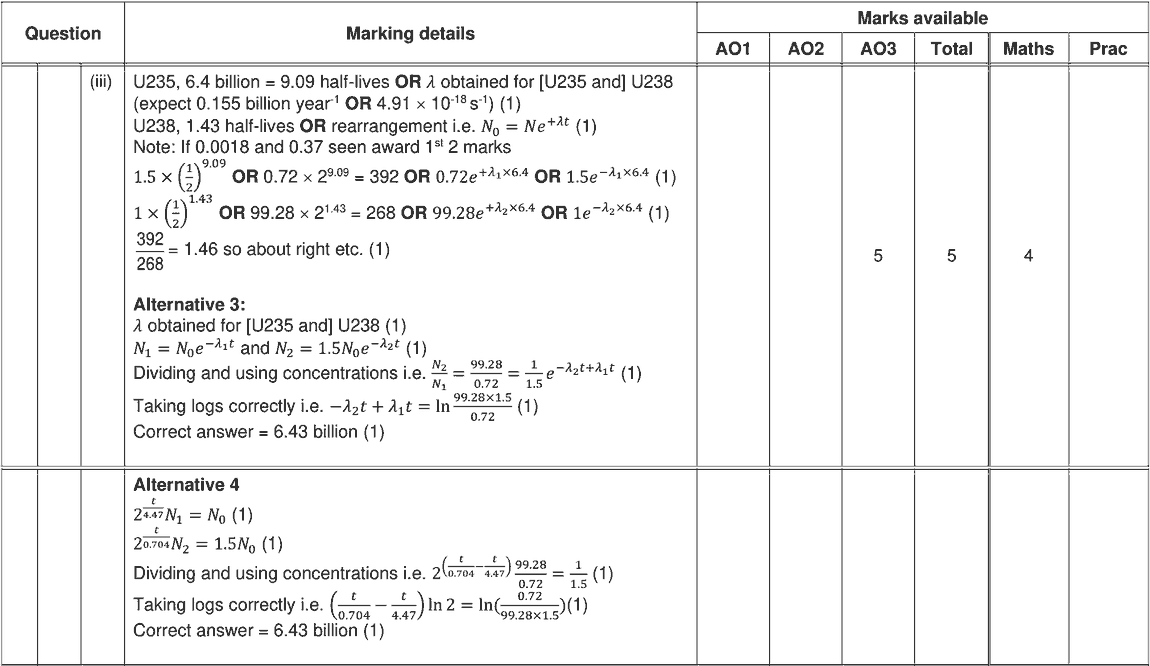 Question Marking details Marks available
AO1 AO2 AO3 Total Maths Prac
(iii) U235, 6.4 billion = 9.09 half-lives OR λ obtained for [U235 and] U238
(expect 0.155 billion year⁻¹ OR 4.91 × 10⁻¹⁸ s⁻¹) (1)
U238, 1.43 half-lives OR rearrangement i.e. N₀ = Ne^{+λt} (1)
Note: If 0.0018 and 0.37 seen award 1st 2 marks
1.5 × (1/2)^{9.09} OR 0.72 × 2^{9.09} = 392 OR 0.72e^{+λ₁×6.4} OR 1.5e^{−λ₁×6.4} (1)
1 × (1/2)^{1.43} OR 99.28 × 2^{1.43} = 268 OR 99.28e^{+λ₂×6.4} OR 1e^{−λ₂×6.4} (1)
392/268 = 1.46 so about right etc. (1)
5 5 4
Alternative 3:
λ obtained for [U235 and] U238 (1)
N₁ = N₀e^{−λ₁t} and N₂ = 1.5N₀e^{−λ₂t} (1)
Dividing and using concentrations i.e. N₂/N₁ = 99.28/0.72 = 1/1.5 e^{−λ₂t+λ₁t} (1)
Taking logs correctly i.e. −λ₂t + λ₁t = ln 99.28×1.5/0.72 (1)
Correct answer = 6.43 billion (1)
Alternative 4
2^{t/4.47}N₁ = N₀ (1)
2^{t/0.704}N₂ = 1.5N₀ (1)
Dividing and using concentrations i.e. 2^{(t/0.704 − t/4.47)} 99.28/0.72 = 1/1.5 (1)
Taking logs correctly i.e. (t/0.704 − t/4.47) ln 2 = ln(0.72/99.28×1.5)(1)
Correct answer = 6.43 billion (1)